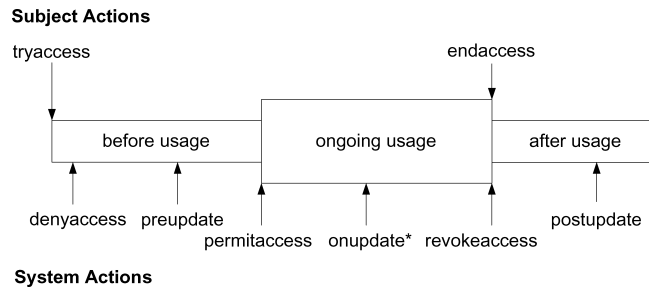 Subject Actions
tryaccess
endaccess
before usage
ongoing usage
after usage
denyaccess
preupdate
postupdate
permitaccess
onupdate*
revokeaccess
System Actions